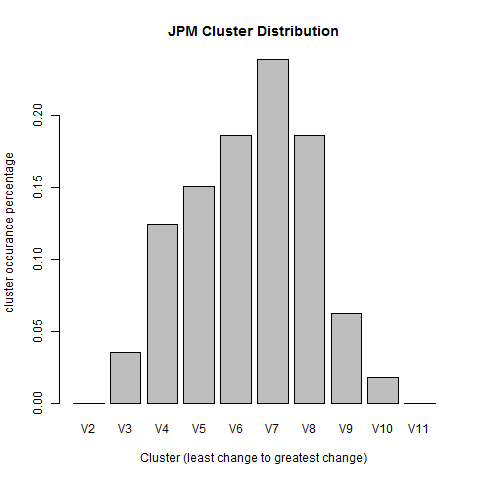 JPM Cluster Distribution
cluster occurance percentage
0.20
0.15
0.10
0.05
0.00
V2 V3 V4 V5 V6 V7 V8 V9 V10 V11
Cluster (least change to greatest change)